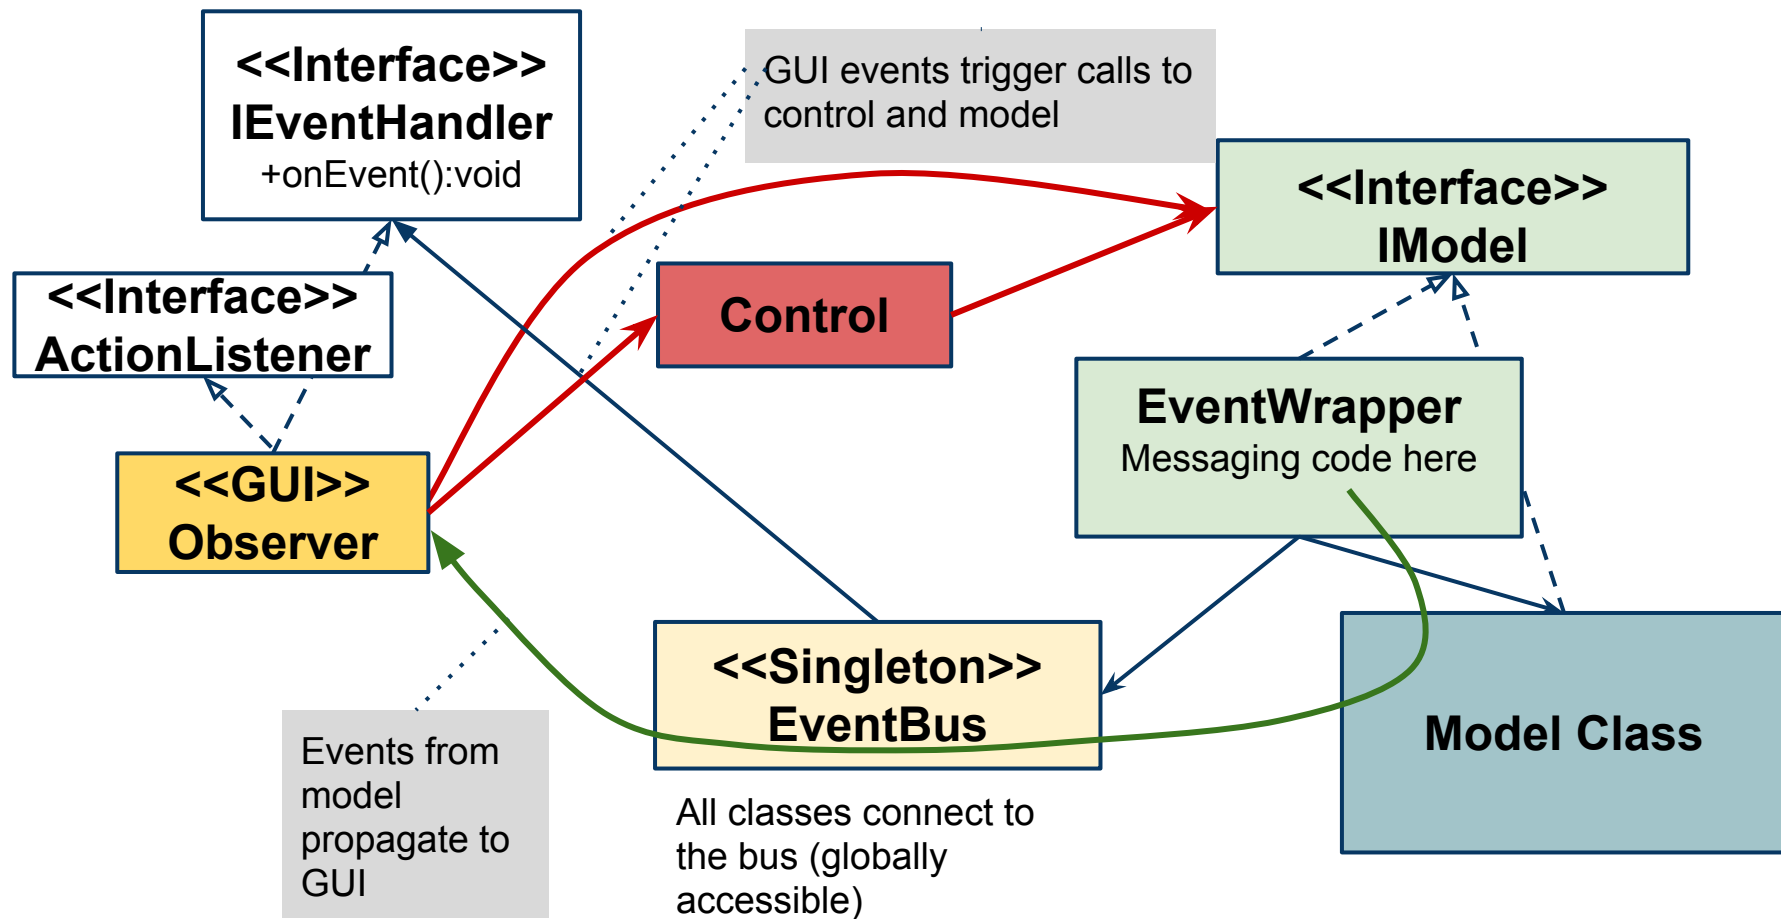 <<Interface>>
IEventHandler
+onEvent():void
GUI events trigger calls to
control and model
<<Interface>>
IModel
<<Interface>>
ActionListener
Control
EventWrapper
Messaging code here
<<GUI>>
Observer
<<Singleton>>
EventBus
Model Class
Events from
model
propagate to
GUI
All classes connect to
the bus (globally
accessible)